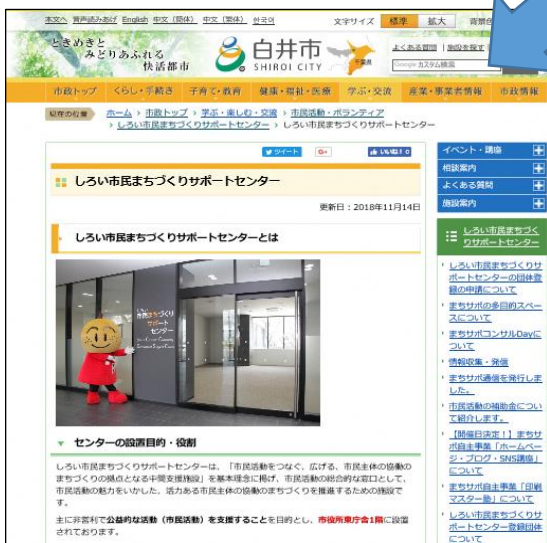 本文へ 音声読みあげ English 中文（简体） 中文（繁体） 한국어 文字サイズ 標準 拡大 背景色
ときめきと
みどりあふれる
快活都市
白井市
SHIROI CITY
千葉県
よくある質問 | 施設を探す
Google カスタム検索
市政トップ くらし・手続き 子育て・教育 健康・福祉・医療 学ぶ・交流 産業・事業者情報 市政情報
現在の位置 ホーム > 市政トップ > 学ぶ・楽しむ・交流 > 市民活動・ボランティア
> しろい市民まちづくりサポートセンター > しろい市民まちづくりサポートセンター
ツイート G+ いいね！0
しろい市民まちづくりサポートセンター
更新日：2018年11月14日
しろい市民まちづくりサポートセンターとは
市民まちづくり
サポート
センター
センターの設置目的・役割
しろい市民まちづくりサポートセンターは、「市民活動をつなぐ、広げる、市民主体の協働の
まちづくりの拠点となる中間支援施設」を基本理念に掲げ、市民活動の総合的な窓口として、
市民活動の魅力をいかした、活力ある市民主体の協働のまちづくりを推進するための施設で
す。
主に非営利で公益的な活動（市民活動）を支援することを目的とし、市役所東庁舎1階に設置
されております。
イベント・講座
相談案内
よくある質問
施設案内
しろい市民まちづく
りサポートセンター
しろい市民まちづくりサ
ポートセンターの団体登
録の申請について
まちサポの多目的スペー
スについて
まちサポコンサルDayに
ついて
情報収集・発信
まちサポ通信を発行しま
した。
市民活動の補助金につい
て紹介します。
【開催日決定！】まちサ
ポ自主事業「ホームペー
ジ・ブログ・SNS講座」
について
まちサポ自主事業「印刷
マスター塾」について
しろい市民まちづくりサ
ポートセンター登録団体
について